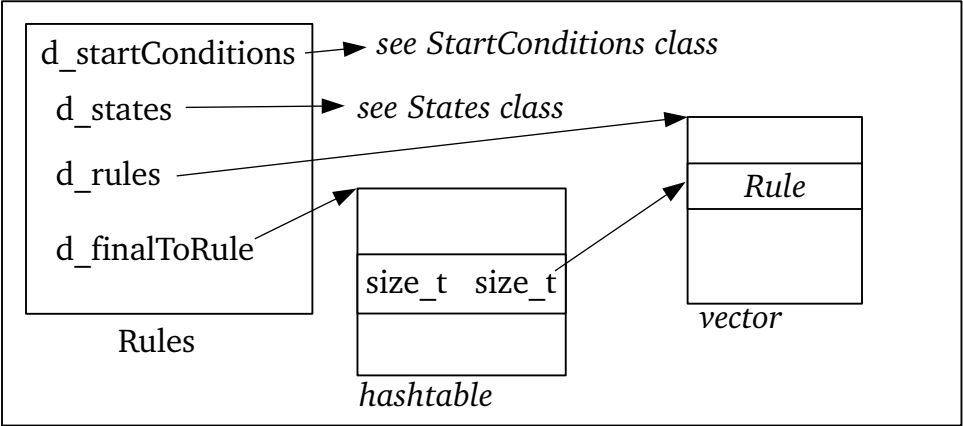 d_startConditions
see StartConditions class
d_states
see States class
d_rules
Rule
d_finalToRule
size_t size_t
vector
Rules
hashtable